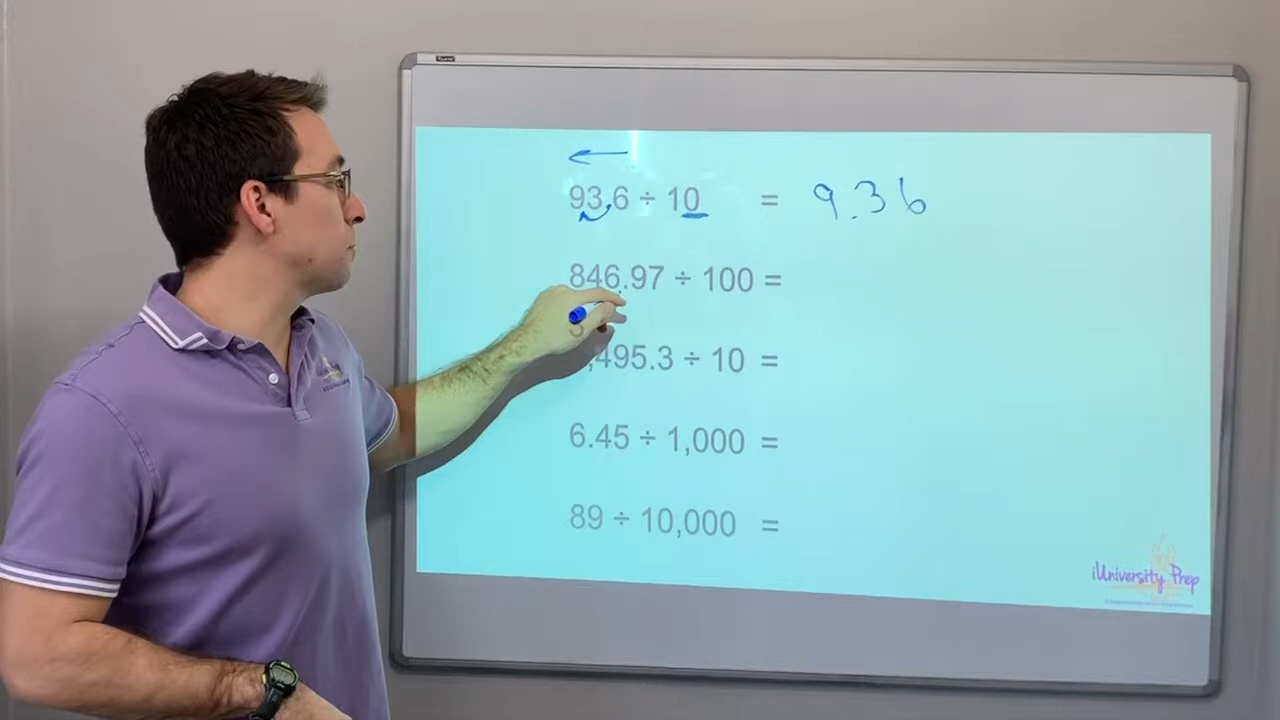 93.6 ÷ 10 = 9.36
846.97 ÷ 100 =
,495.3 ÷ 10 =
6.45 ÷ 1,000 =
89 ÷ 10,000 =
iUniversity Prep